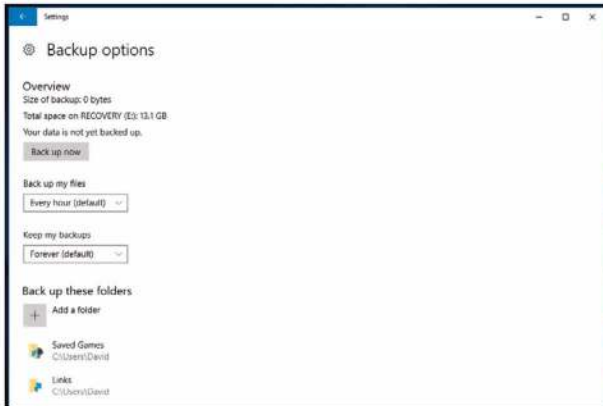 Settings
Backup options
Overview
Size of backup: 0 bytes
Total space on RECOVERY (E:): 13.1 GB
Your data is not yet backed up.
Back up now
Back up my files
Every hour (default)
Keep my backups
Forever (default)
Back up these folders
Add a folder
Saved Games
C:\Users\David
Links
C:\Users\David